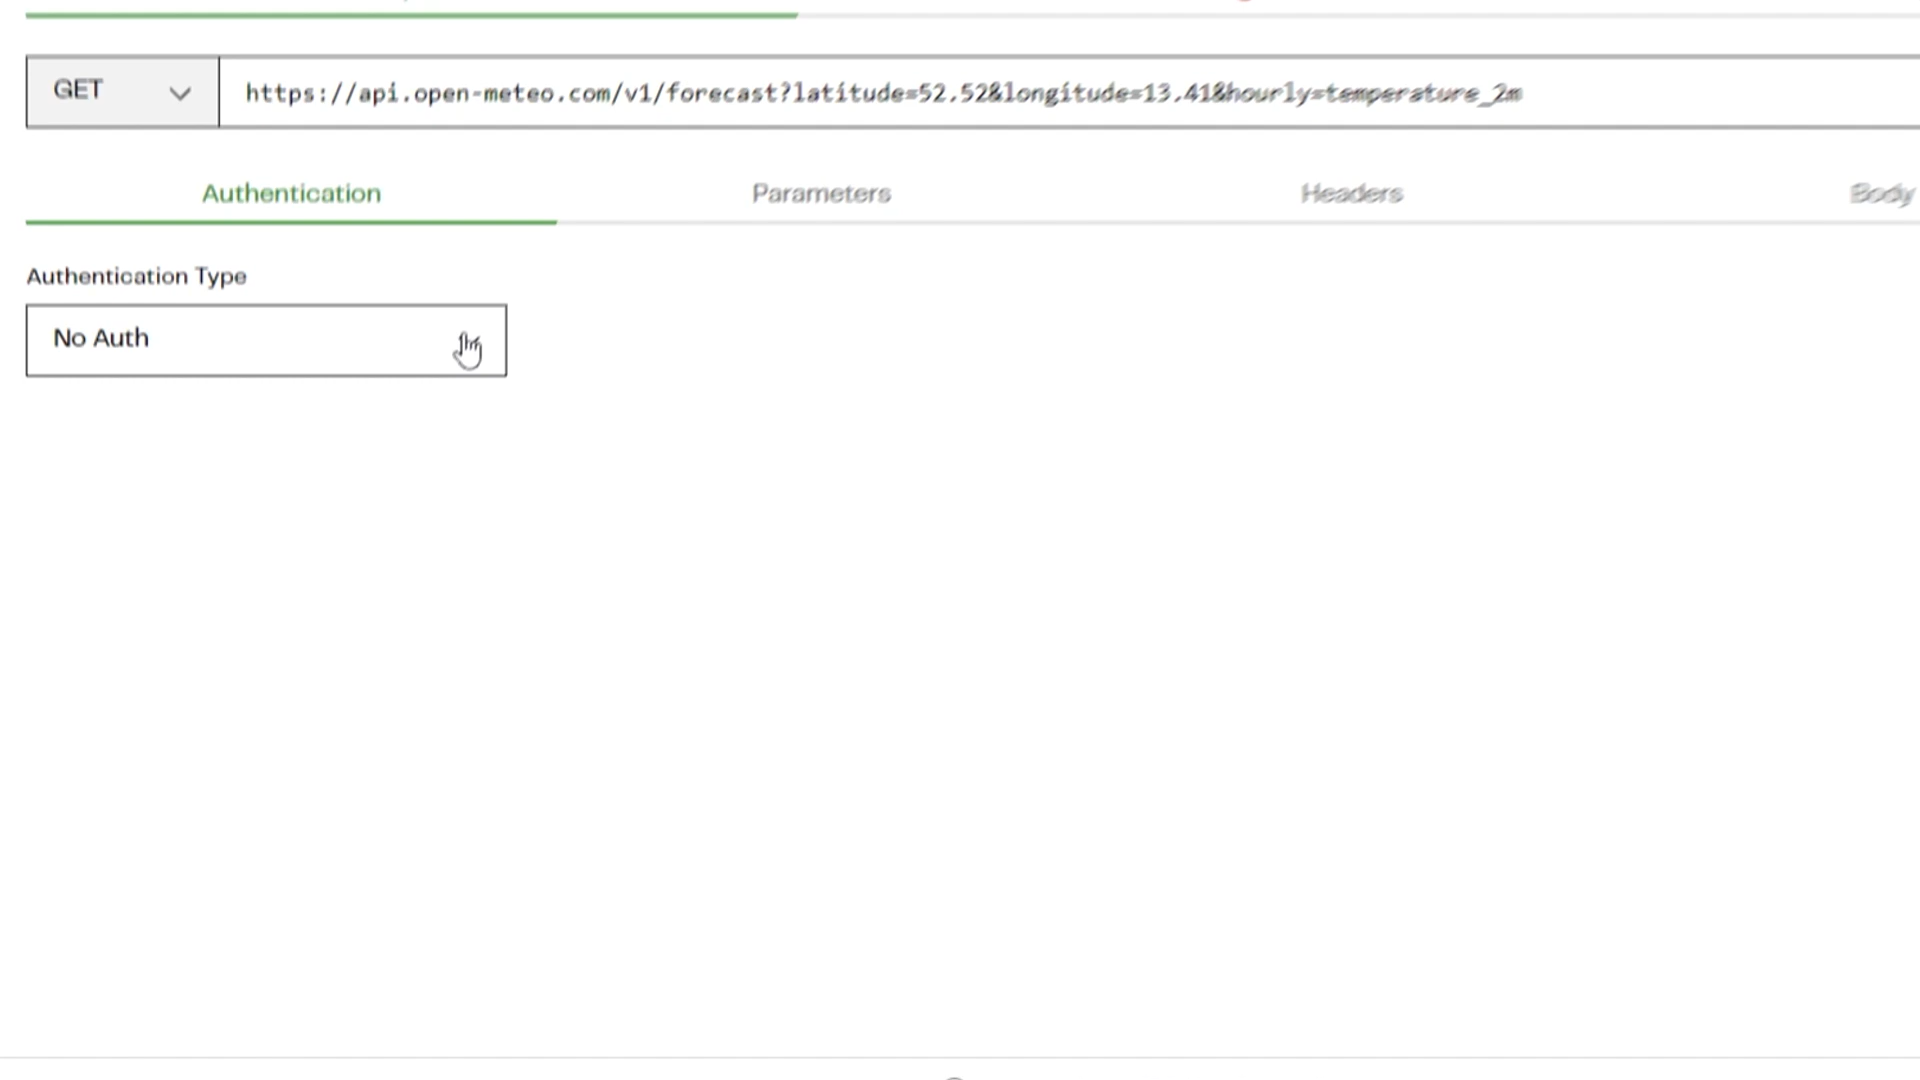 GET https://api.open-meteo.com/v1/forecast?latitude=52.52&longitude=13.41&hourly=temperature_2m
Authentication Parameters Headers Body
Authentication Type
No Auth